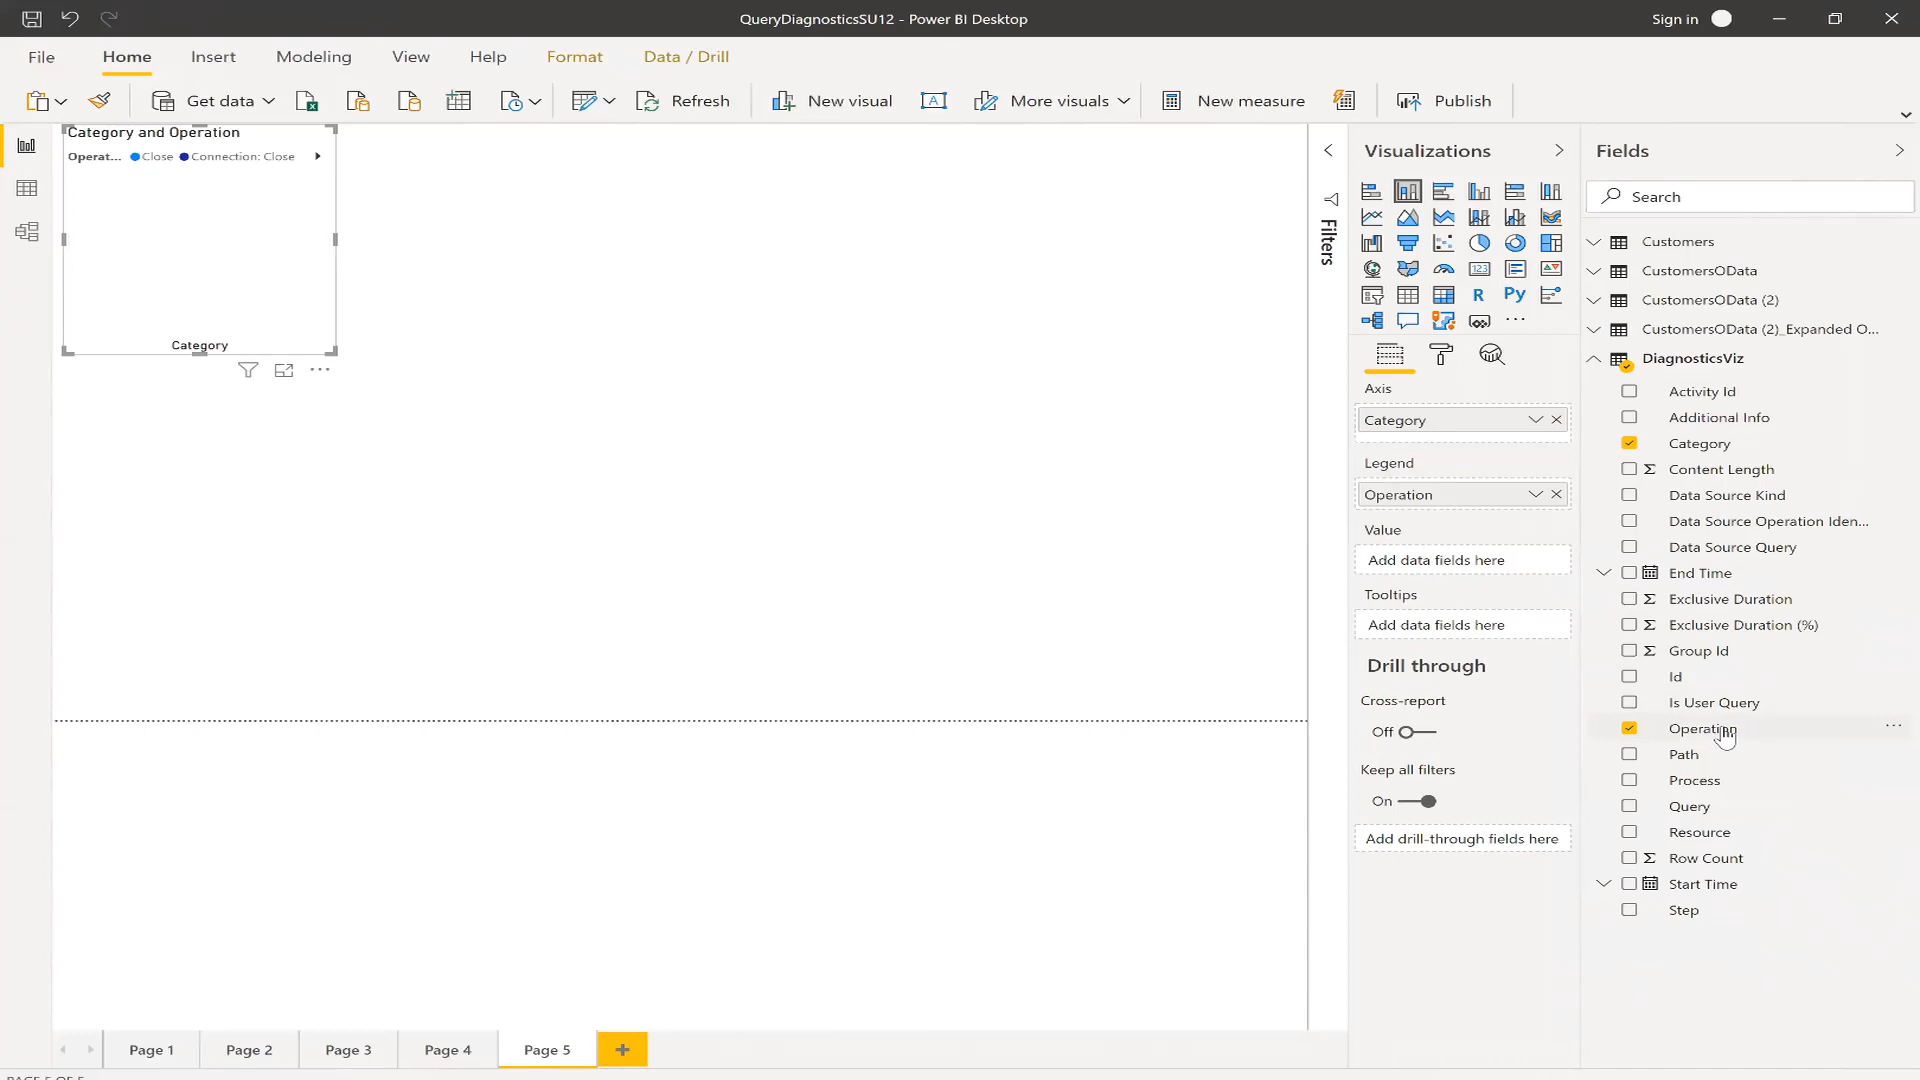 QueryDiagnosticsSU12 - Power BI Desktop
Sign in
File
Home
Insert
Modeling
View
Help
Format
Data / Drill
Get data
Refresh
New visual
A
More visuals
New measure
Publish
Category and Operation
Operat...
Close
Connection: Close
Category
Filters
Visualizations
123
R
Py
...
Axis
Category
Legend
Operation
Value
Add data fields here
Tooltips
Add data fields here
Drill through
Cross-report
Off
Keep all filters
On
Add drill-through fields here
Fields
Search
Customers
CustomersOData
CustomersOData (2)
CustomersOData (2)_Expanded O...
DiagnosticsViz
Activity Id
Additional Info
Category
Σ Content Length
Data Source Kind
Data Source Operation Iden...
Data Source Query
End Time
Σ Exclusive Duration
Σ Exclusive Duration (%)
Σ Group Id
Id
Is User Query
Operation
Path
Process
Query
Resource
Σ Row Count
Start Time
Step
Page 1
Page 2
Page 3
Page 4
Page 5
+
PAGE 5 OF 5